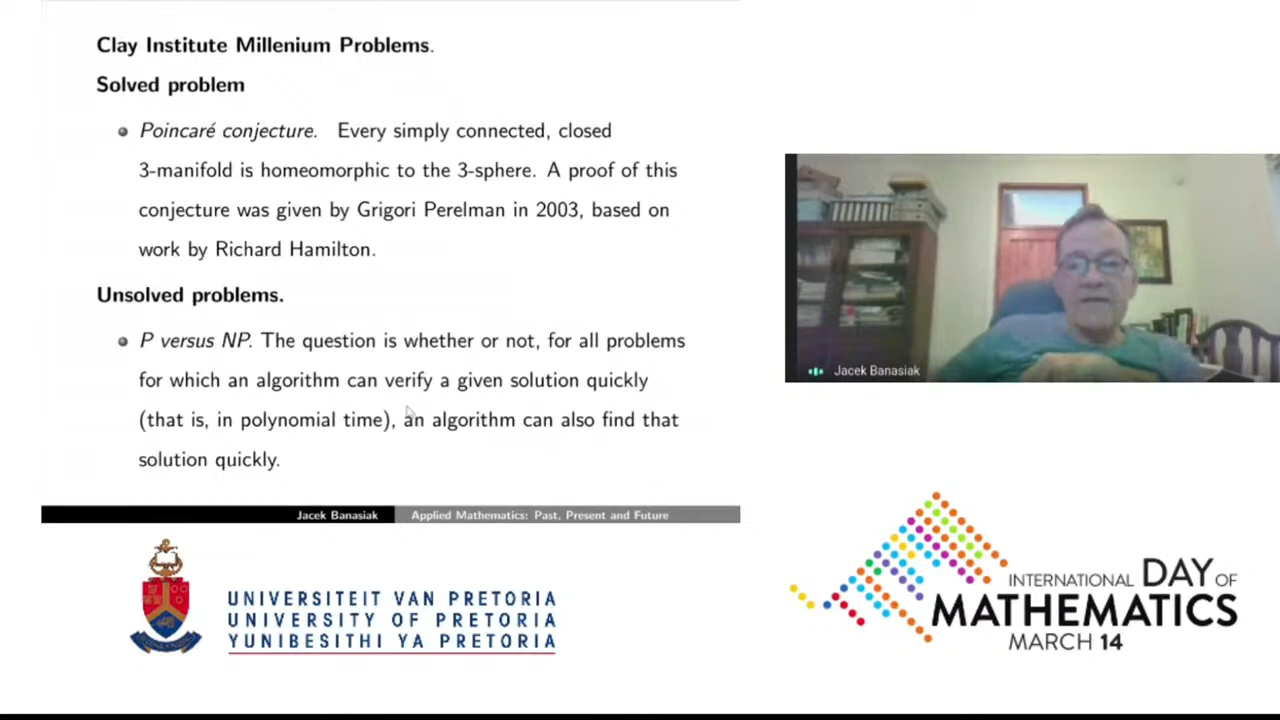 Clay Institute Millenium Problems.
Solved problem
Poincaré conjecture. Every simply connected, closed
3-manifold is homeomorphic to the 3-sphere. A proof of this
conjecture was given by Grigori Perelman in 2003, based on
work by Richard Hamilton.
Unsolved problems.
P versus NP. The question is whether or not, for all problems
for which an algorithm can verify a given solution quickly
(that is, in polynomial time), an algorithm can also find that
solution quickly.
Jacek Banasiak Applied Mathematics: Past, Present and Future
Jacek Banasiak
UNIVERSITEIT VAN PRETORIA
UNIVERSITY OF PRETORIA
YUNIBESITHI YA PRETORIA
INTERNATIONAL DAY OF
MATHEMATICS
MARCH 14